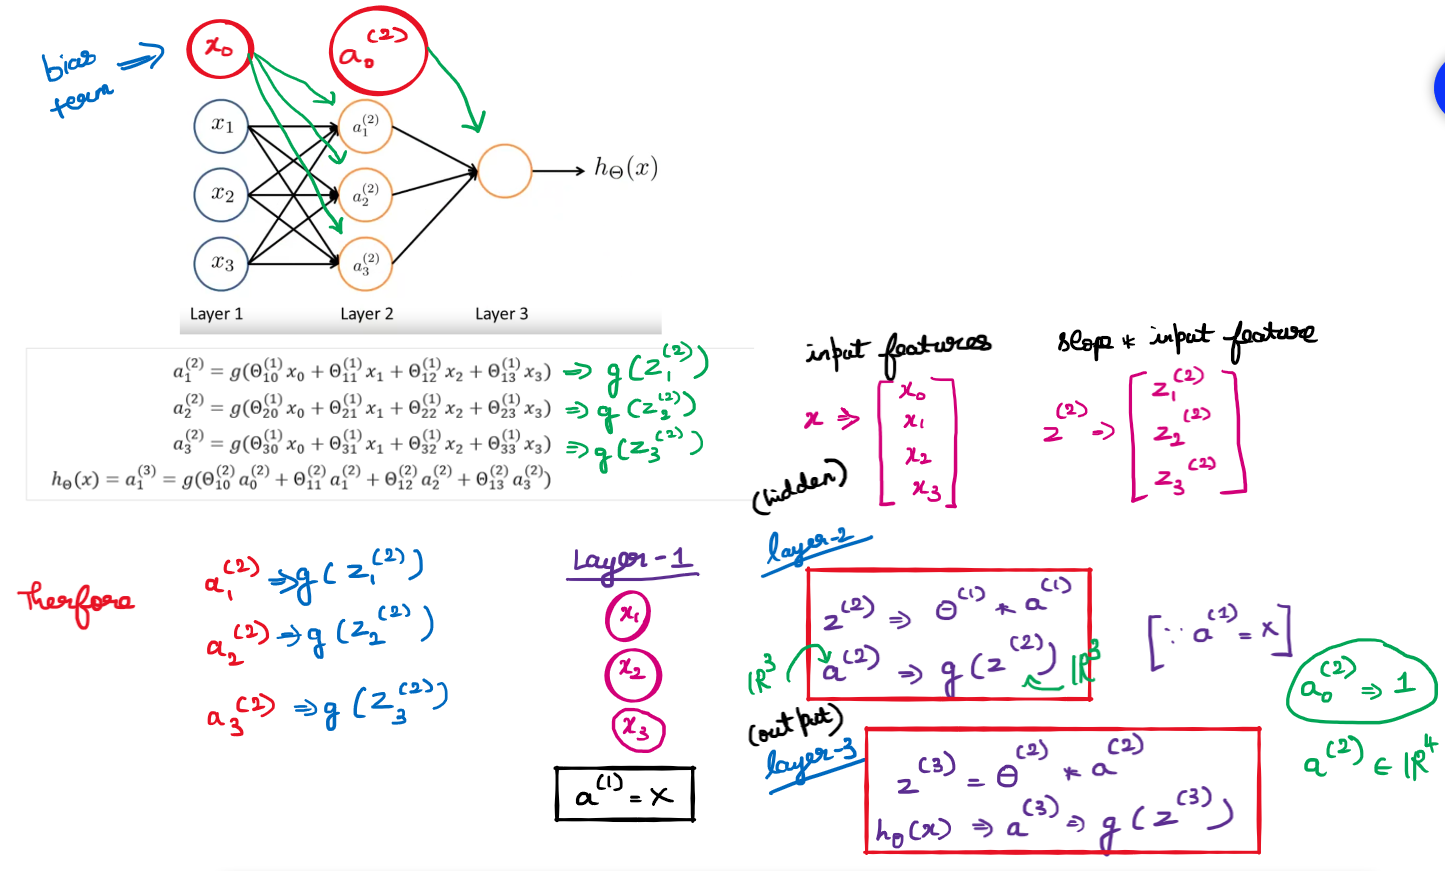 bias term
x₀
a₀⁽²⁾
x₁
a₁⁽²⁾
x₂
a₂⁽²⁾
x₃
a₃⁽²⁾
h_Θ(x)
Layer 1 Layer 2 Layer 3
a₁⁽²⁾ = g(Θ₁₀⁽¹⁾x₀ + Θ₁₁⁽¹⁾x₁ + Θ₁₂⁽¹⁾x₂ + Θ₁₃⁽¹⁾x₃) ⇒ g(z₁⁽²⁾)
a₂⁽²⁾ = g(Θ₂₀⁽¹⁾x₀ + Θ₂₁⁽¹⁾x₁ + Θ₂₂⁽¹⁾x₂ + Θ₂₃⁽¹⁾x₃) ⇒ g(z₂⁽²⁾)
a₃⁽²⁾ = g(Θ₃₀⁽¹⁾x₀ + Θ₃₁⁽¹⁾x₁ + Θ₃₂⁽¹⁾x₂ + Θ₃₃⁽¹⁾x₃) ⇒ g(z₃⁽²⁾)
h_Θ(x) = a₁⁽³⁾ = g(Θ₁₀⁽²⁾a₀⁽²⁾ + Θ₁₁⁽²⁾a₁⁽²⁾ + Θ₁₂⁽²⁾a₂⁽²⁾ + Θ₁₃⁽²⁾a₃⁽²⁾)
input features
x ⇒
x₀
x₁
x₂
x₃
slope * input feature
z⁽²⁾ ⇒
z₁⁽²⁾
z₂⁽²⁾
z₃⁽²⁾
Therfore
a₁⁽²⁾ ⇒ g(z₁⁽²⁾)
a₂⁽²⁾ ⇒ g(z₂⁽²⁾)
a₃⁽²⁾ ⇒ g(z₃⁽²⁾)
Layer-1
x₁
x₂
x₃
a⁽¹⁾ = x
(hidden)
layer-2
z⁽²⁾ ⇒ Θ⁽¹⁾ * a⁽¹⁾
a⁽²⁾ ⇒ g(z⁽²⁾)
ℝ³
ℝ³
[∵ a⁽¹⁾ = x]
a₀⁽²⁾ ⇒ 1
a⁽²⁾ ∈ ℝ⁴
(output)
layer-3
z⁽³⁾ = Θ⁽²⁾ * a⁽²⁾
h_θ(x) ⇒ a⁽³⁾ ⇒ g(z⁽³⁾)